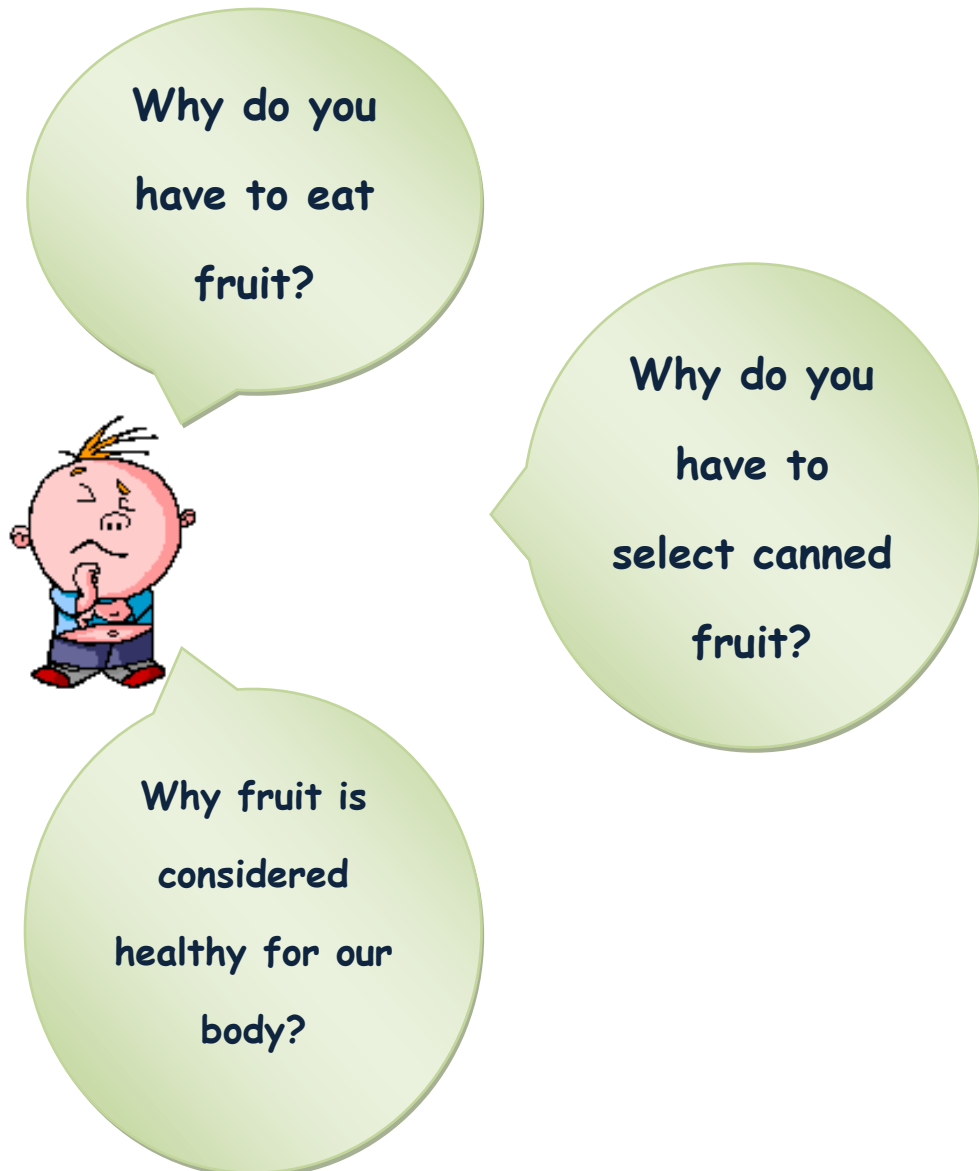 Why do you
have to eat
fruit?
Why do you
have to
select canned
fruit?
Why fruit is
considered
healthy for our
body?